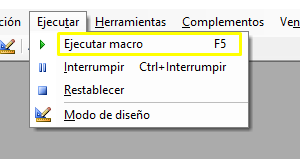 ción Ejecutar Herramientas Complementos Ven
Ejecutar macro F5
Interrumpir Ctrl+Interrumpir
Restablecer
Modo de diseño